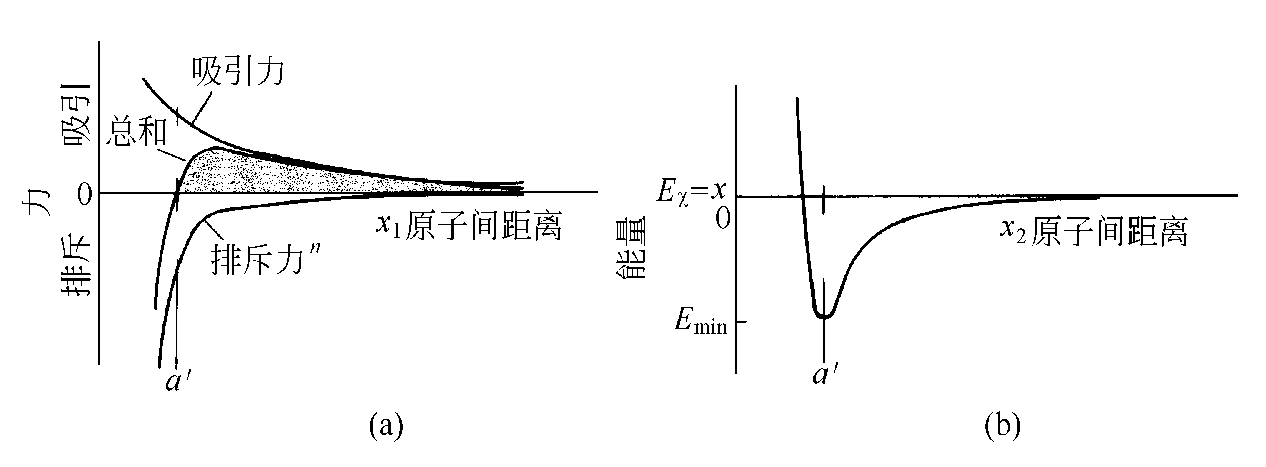 吸引力
总和
吸引
力
0
排斥
x₁原子间距离
排斥力ⁿ
a′
(a)
Eχ=x
0
能量
x₂原子间距离
Emin
a′
(b)